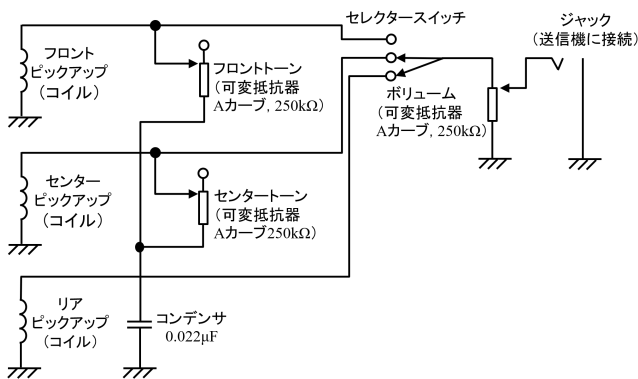 セレクタースイッチ
ジャック
（送信機に接続）
フロント
ピックアップ
（コイル）
フロントトーン
（可変抵抗器
Aカーブ, 250kΩ）
ボリューム
（可変抵抗器
Aカーブ, 250kΩ）
センター
ピックアップ
（コイル）
センタートーン
（可変抵抗器
Aカーブ250kΩ）
リア
ピックアップ
（コイル）
コンデンサ
0.022μF